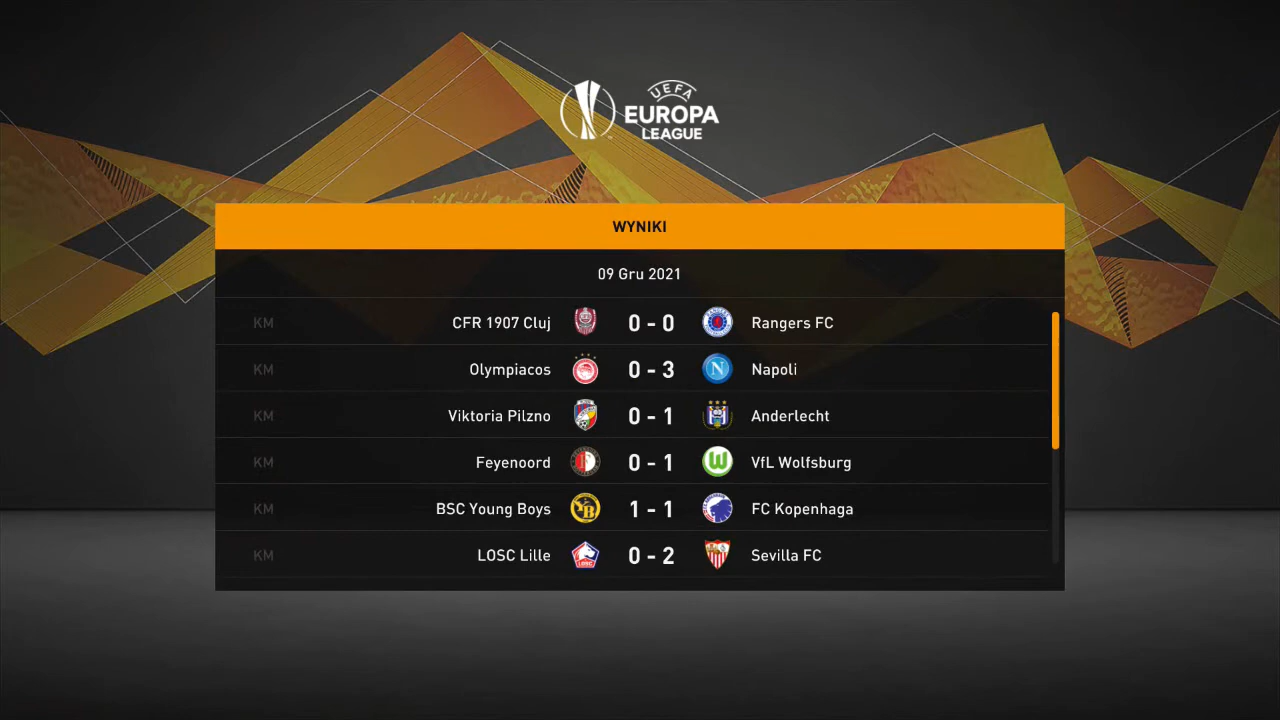 UEFA
EUROPA
LEAGUE
WYNIKI
09 Gru 2021
KM CFR 1907 Cluj 0 - 0 Rangers FC
KM Olympiacos 0 - 3 Napoli
KM Viktoria Pilzno 0 - 1 Anderlecht
KM Feyenoord 0 - 1 VfL Wolfsburg
KM BSC Young Boys 1 - 1 FC Kopenhaga
KM LOSC Lille 0 - 2 Sevilla FC